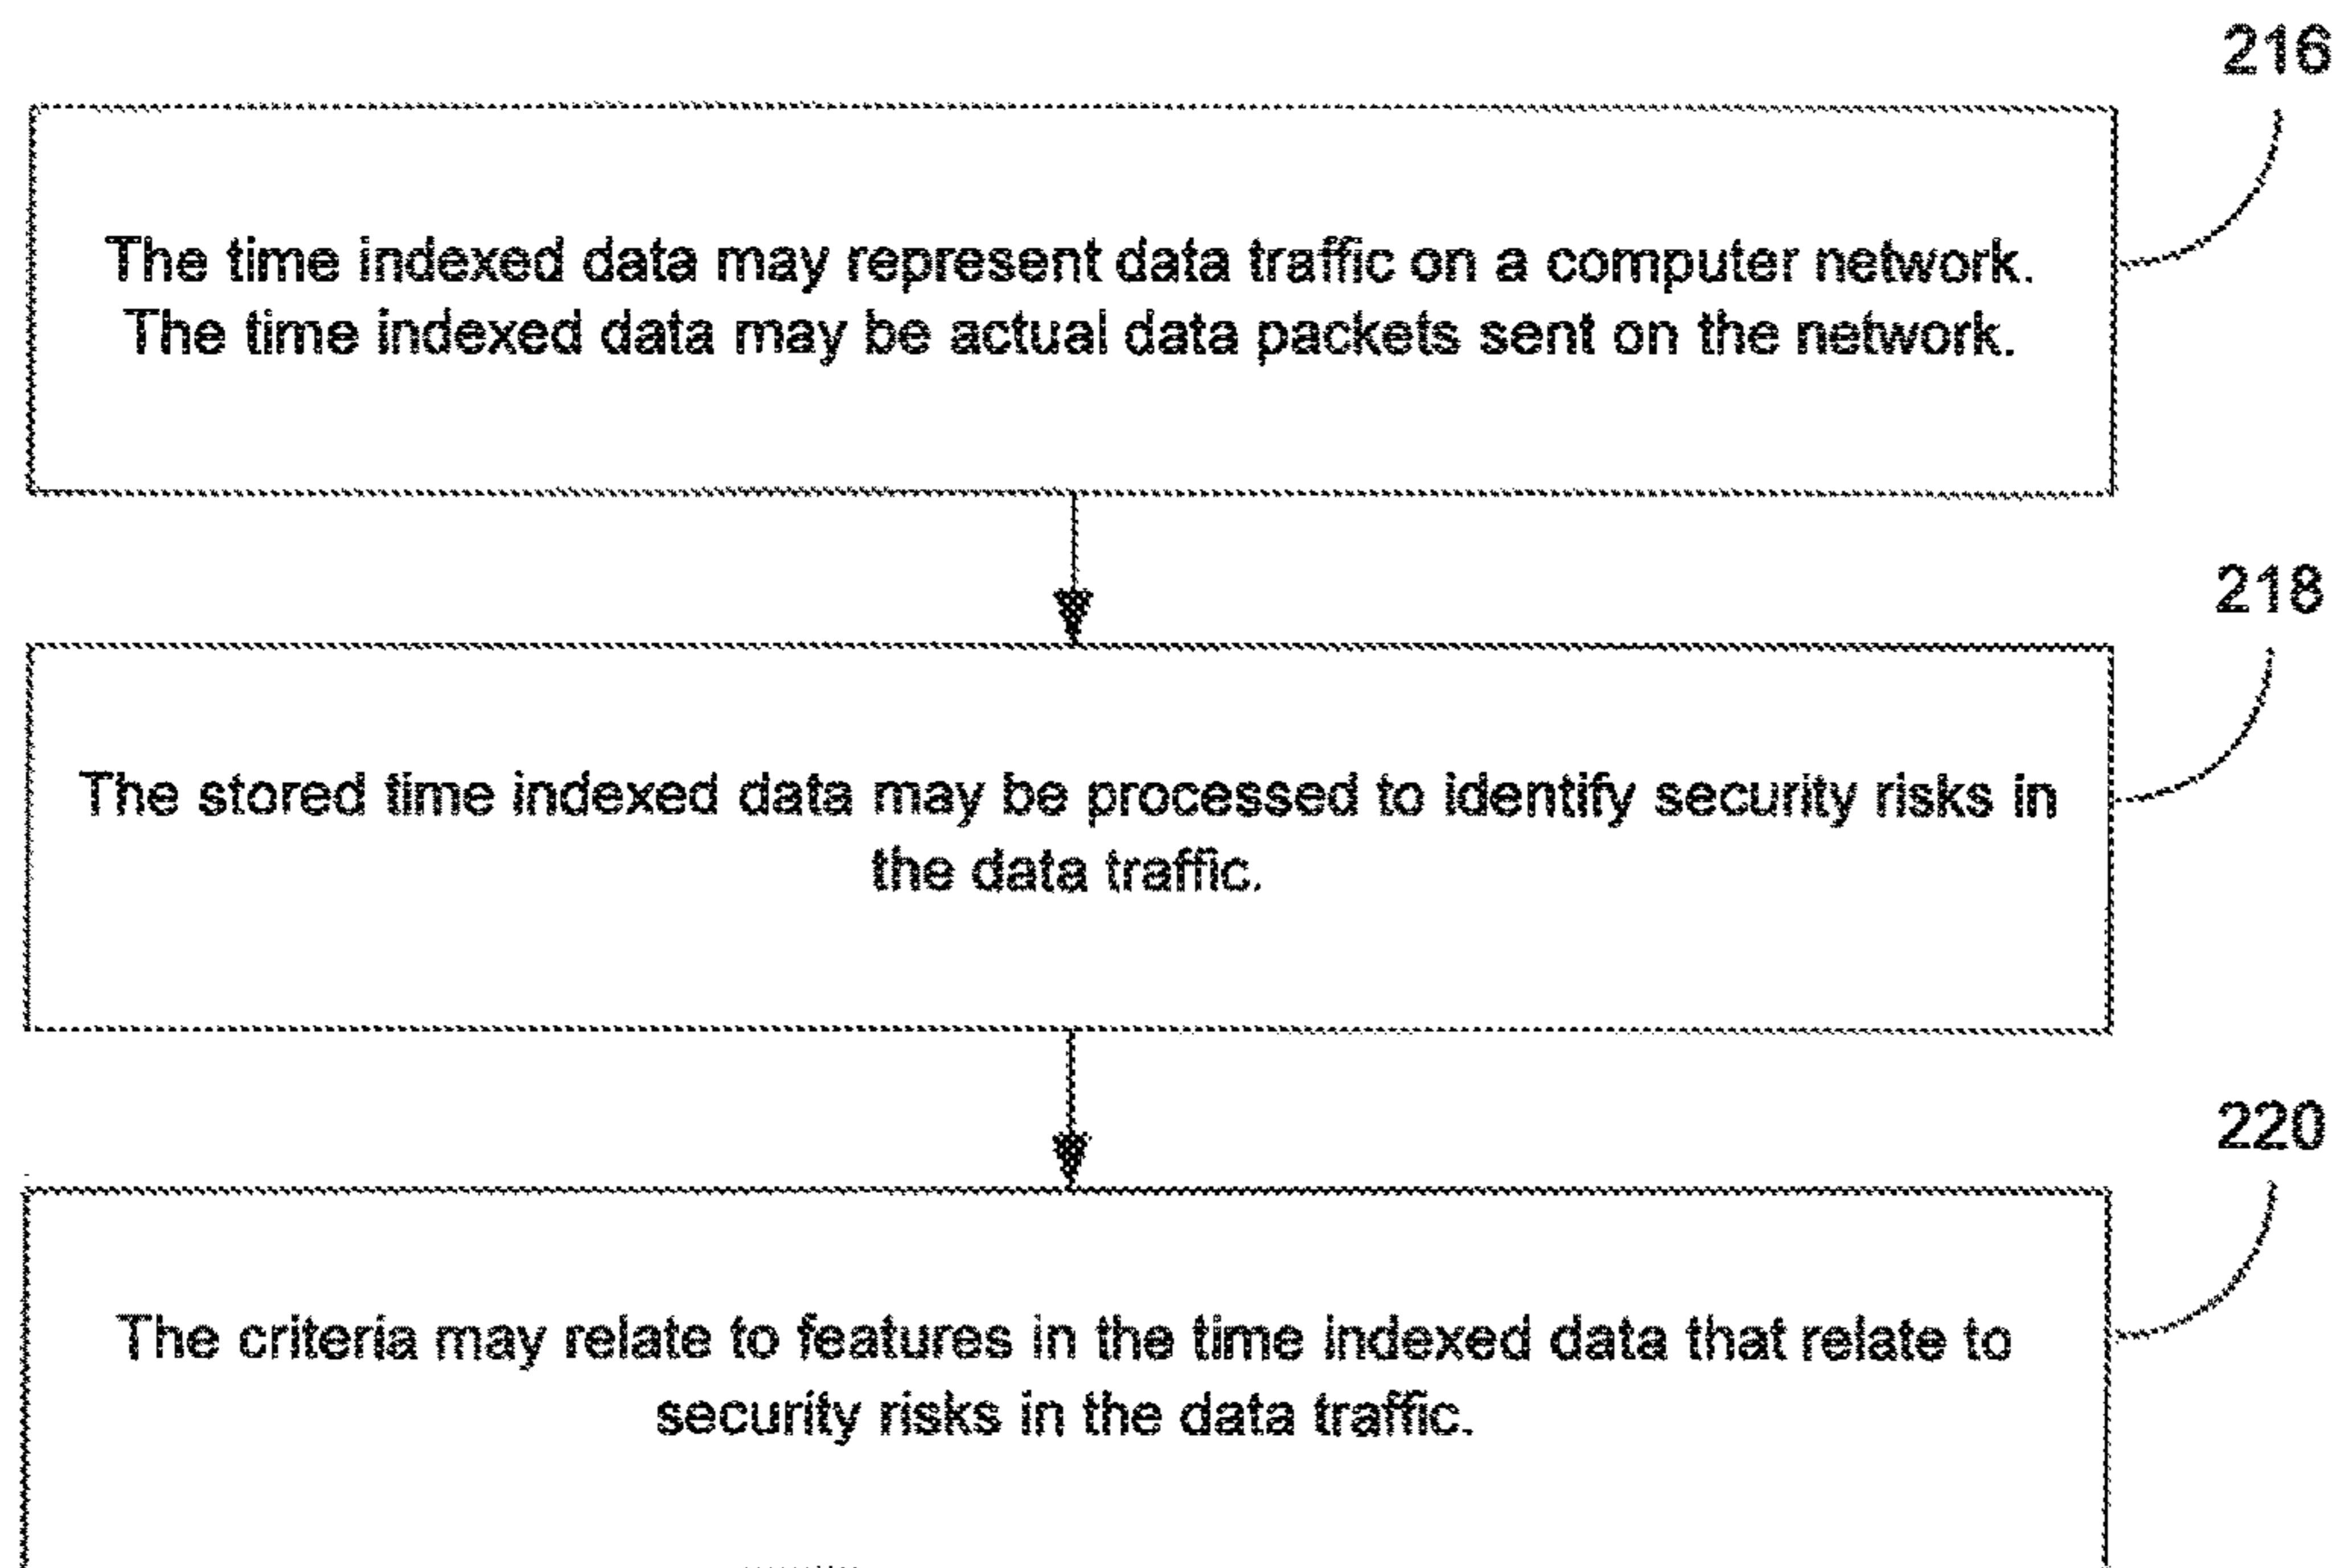 216
The time indexed data may represent data traffic on a computer network.
The time indexed data may be actual data packets sent on the network.
218
The stored time indexed data may be processed to identify security risks in
the data traffic.
220
The criteria may relate to features in the time indexed data that relate to
security risks in the data traffic.